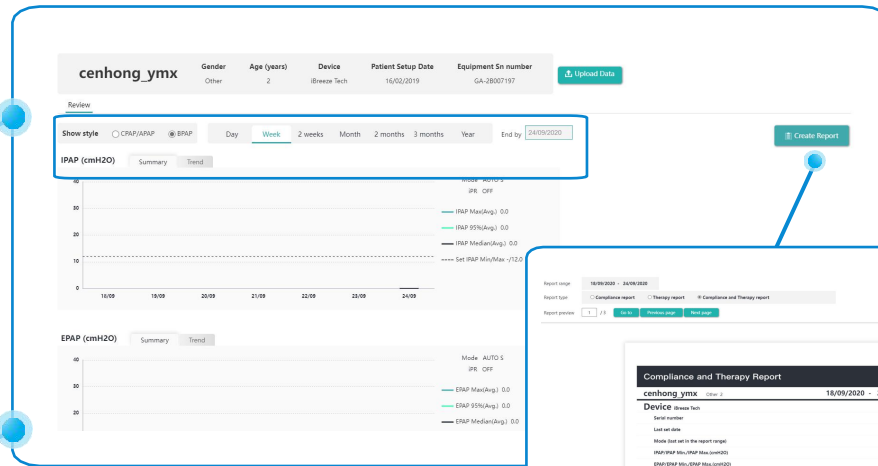 cenhong_ymx
Gender Age (years) Device Patient Setup Date Equipment Sn number
Other 2 iBreeze Tech 16/02/2019 GA-2B007197
Upload Data
Review
Show style CPAP/APAP BPAP Day Week 2 weeks Month 2 months 3 months Year End by 24/09/2020
Create Report
IPAP (cmH2O) Summary Trend
40
Mode AUTO S
iPR OFF
30
IPAP Max(Avg.) 0.0
IPAP 95%(Avg.) 0.0
20
IPAP Median(Avg.) 0.0
Set IPAP Min/Max -/12.0
10
0
18/09 19/09 20/09 21/09 22/09 23/09 24/09
EPAP (cmH2O) Summary Trend
40
Mode AUTO S
iPR OFF
30
EPAP Max(Avg.) 0.0
EPAP 95%(Avg.) 0.0
20
EPAP Median(Avg.) 0.0
Report range 18/09/2020 - 24/09/2020
Report type Compliance report Therapy report Compliance and Therapy report
Report preview 1 / 3 Go to Previous page Next page
Compliance and Therapy Report
cenhong ymx Other 2 18/09/2020 -
Device iBreeze Tech
Serial number
Last set date
Mode (last set in the report range)
IPAP/IPAP Min./IPAP Max.(cmH2O)
EPAP/EPAP Min./EPAP Max.(cmH2O)